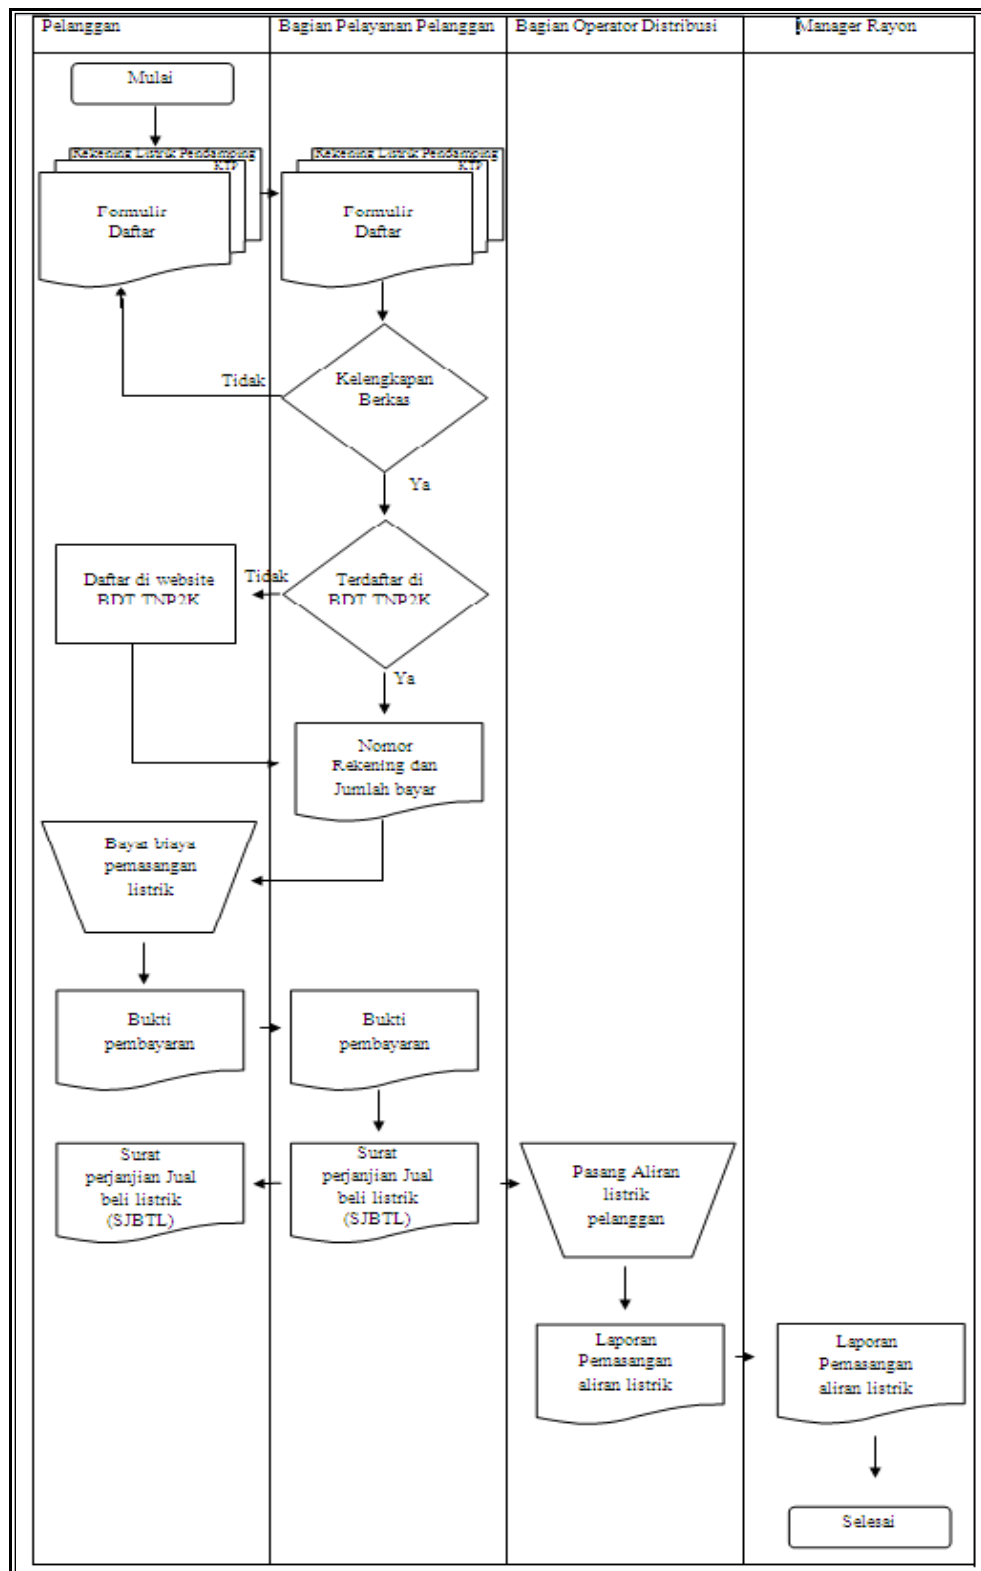 Pelanggan
Bagian Pelayanan Pelanggan
Bagian Operator Distribusi
Manager Rayon
Mulai
Rekening Listrik Pendamping
KTP
Formulir
Daftar
Rekening Listrik Pendamping
KTP
Formulir
Daftar
Kelengkapan
Berkas
Tidak
Ya
Terdaftar di
BDT TNP2K
Tidak
Daftar di website
BDT TNP2K
Ya
Nomor
Rekening dan
Jumlah bayar
Bayar biaya
pemasangan
listrik
Bukti
pembayaran
Bukti
pembayaran
Surat
perjanjian Jual
beli listrik
(SJBTL)
Surat
perjanjian Jual
beli listrik
(SJBTL)
Pasang Aliran
listrik
pelanggan
Laporan
Pemasangan
aliran listrik
Laporan
Pemasangan
aliran listrik
Selesai